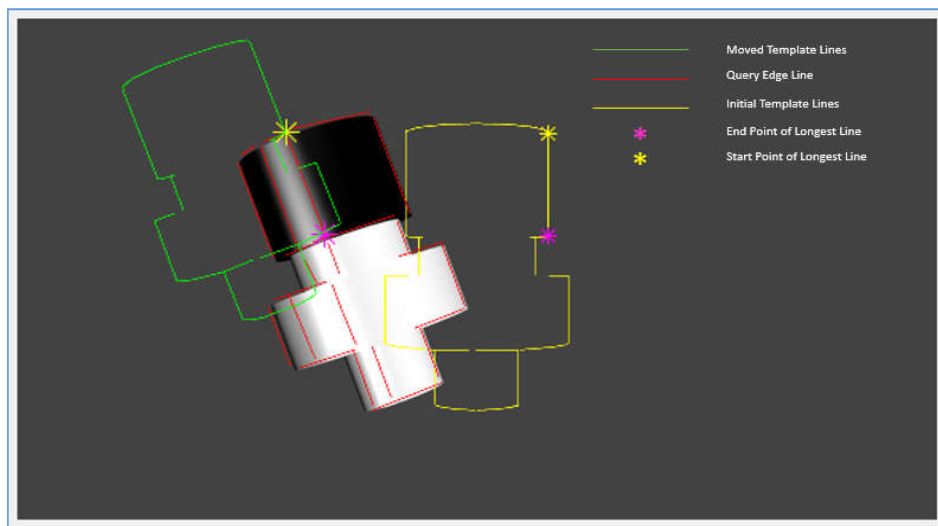 Moved Template Lines
Query Edge Line
Initial Template Lines
End Point of Longest Line
Start Point of Longest Line